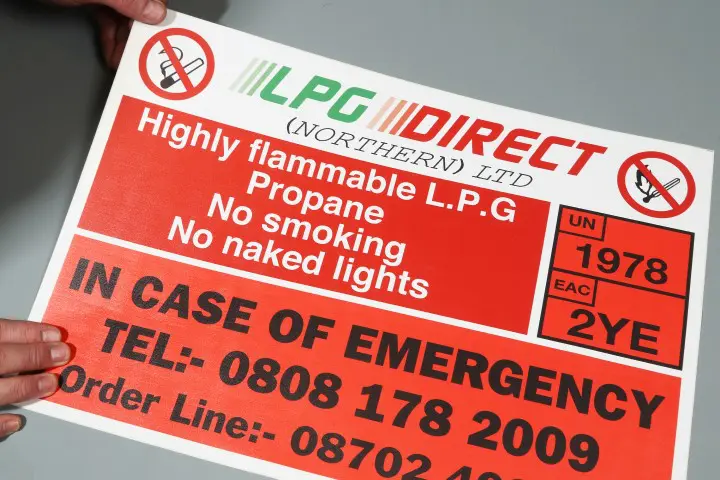 LPG DIRECT
(NORTHERN) LTD
Highly flammable L.P.G
Propane
No smoking
No naked lights
UN
1978
EAC
2YE
IN CASE OF EMERGENCY
TEL:- 0808 178 2009
Order Line:- 08702